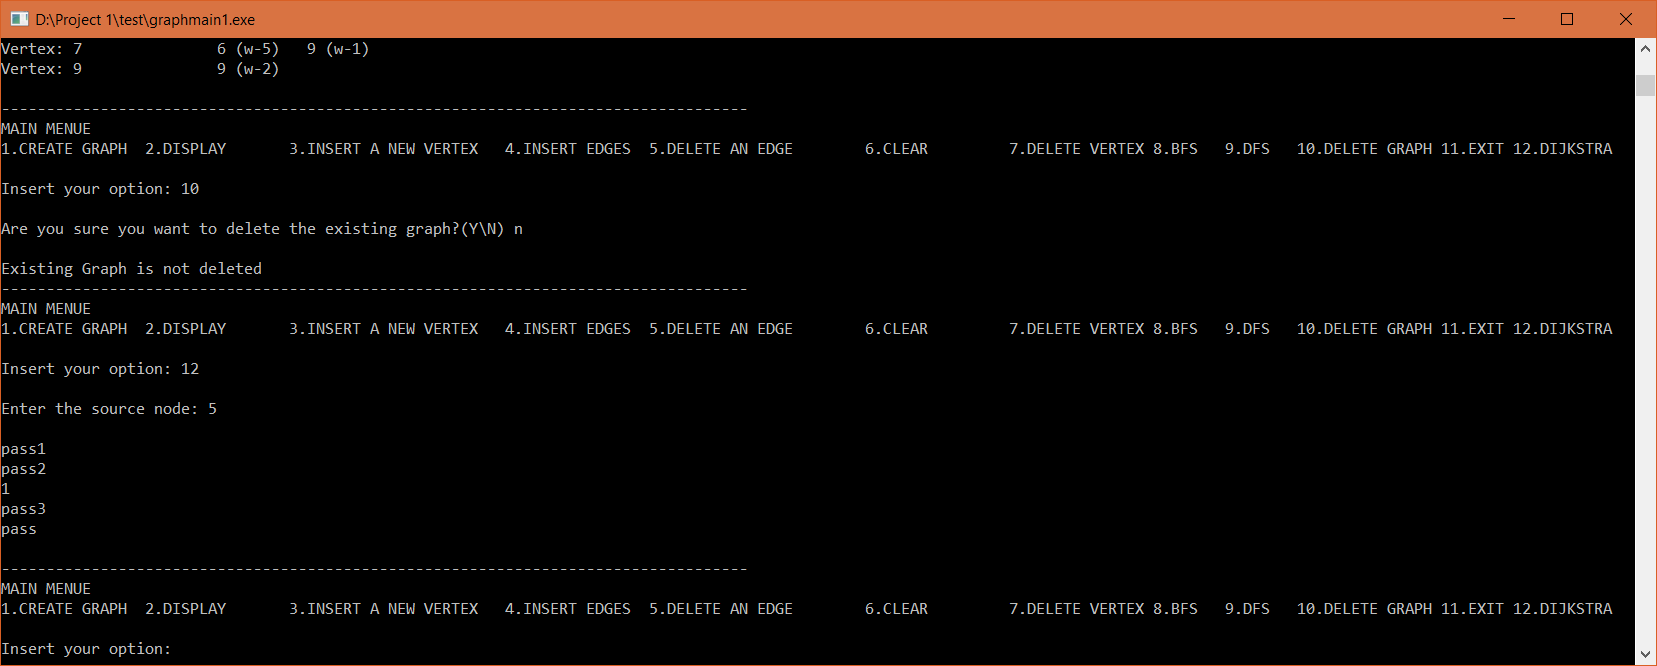 D:\Project 1\test\graphmain1.exe
Vertex: 7               6 (w-5)   9 (w-1)
Vertex: 9               9 (w-2)
-----------------------------------------------------------------------------------
MAIN MENUE
1.CREATE GRAPH  2.DISPLAY       3.INSERT A NEW VERTEX   4.INSERT EDGES  5.DELETE AN EDGE        6.CLEAR         7.DELETE VERTEX 8.BFS   9.DFS   10.DELETE GRAPH 11.EXIT 12.DIJKSTRA
Insert your option: 10
Are you sure you want to delete the existing graph?(Y\N) n
Existing Graph is not deleted
-----------------------------------------------------------------------------------
MAIN MENUE
1.CREATE GRAPH  2.DISPLAY       3.INSERT A NEW VERTEX   4.INSERT EDGES  5.DELETE AN EDGE        6.CLEAR         7.DELETE VERTEX 8.BFS   9.DFS   10.DELETE GRAPH 11.EXIT 12.DIJKSTRA
Insert your option: 12
Enter the source node: 5
pass1
pass2
1
pass3
pass
-----------------------------------------------------------------------------------
MAIN MENUE
1.CREATE GRAPH  2.DISPLAY       3.INSERT A NEW VERTEX   4.INSERT EDGES  5.DELETE AN EDGE        6.CLEAR         7.DELETE VERTEX 8.BFS   9.DFS   10.DELETE GRAPH 11.EXIT 12.DIJKSTRA
Insert your option: